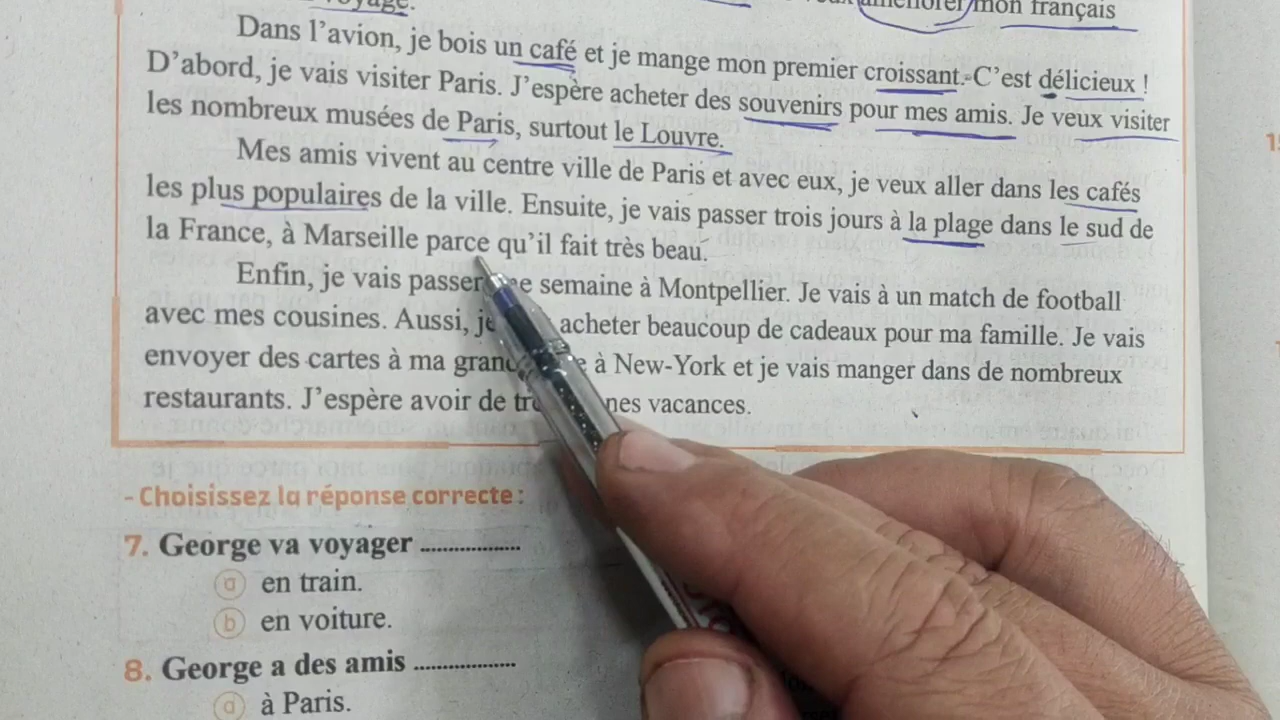 voyage.
améliorer mon français
Dans l'avion, je bois un café et je mange mon premier croissant. C'est délicieux !
D'abord, je vais visiter Paris. J'espère acheter des souvenirs pour mes amis. Je veux visiter
les nombreux musées de Paris, surtout le Louvre.
Mes amis vivent au centre ville de Paris et avec eux, je veux aller dans les cafés
les plus populaires de la ville. Ensuite, je vais passer trois jours à la plage dans le sud de
la France, à Marseille parce qu'il fait très beau.
Enfin, je vais passer semaine à Montpellier. Je vais à un match de football
avec mes cousines. Aussi, je acheter beaucoup de cadeaux pour ma famille. Je vais
envoyer des cartes à ma à New-York et je vais manger dans de nombreux
restaurants. J'espère avoir de vacances.
- Choisissez la réponse correcte :
7. George va voyager ..................
a en train.
b en voiture.
8. George a des amis ..................
a à Paris.